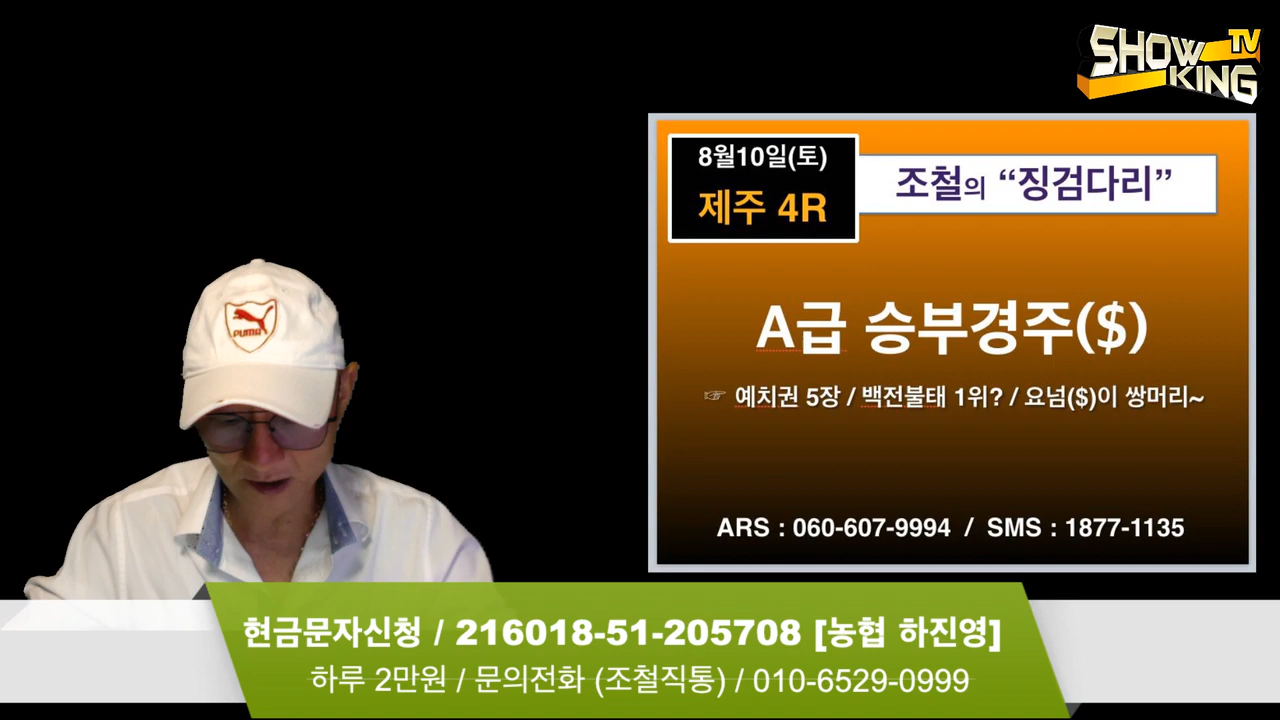 SHOW TV
KING
8월10일(토)
제주 4R
조철의 “징검다리”
A급 승부경주($)
☞ 예치권 5장 / 백전불태 1위? / 요넘($)이 쌍머리~
ARS : 060-607-9994 / SMS : 1877-1135
PUMA
현금문자신청 / 216018-51-205708 [농협 하진영]
하루 2만원 / 문의전화 (조철직통) / 010-6529-0999